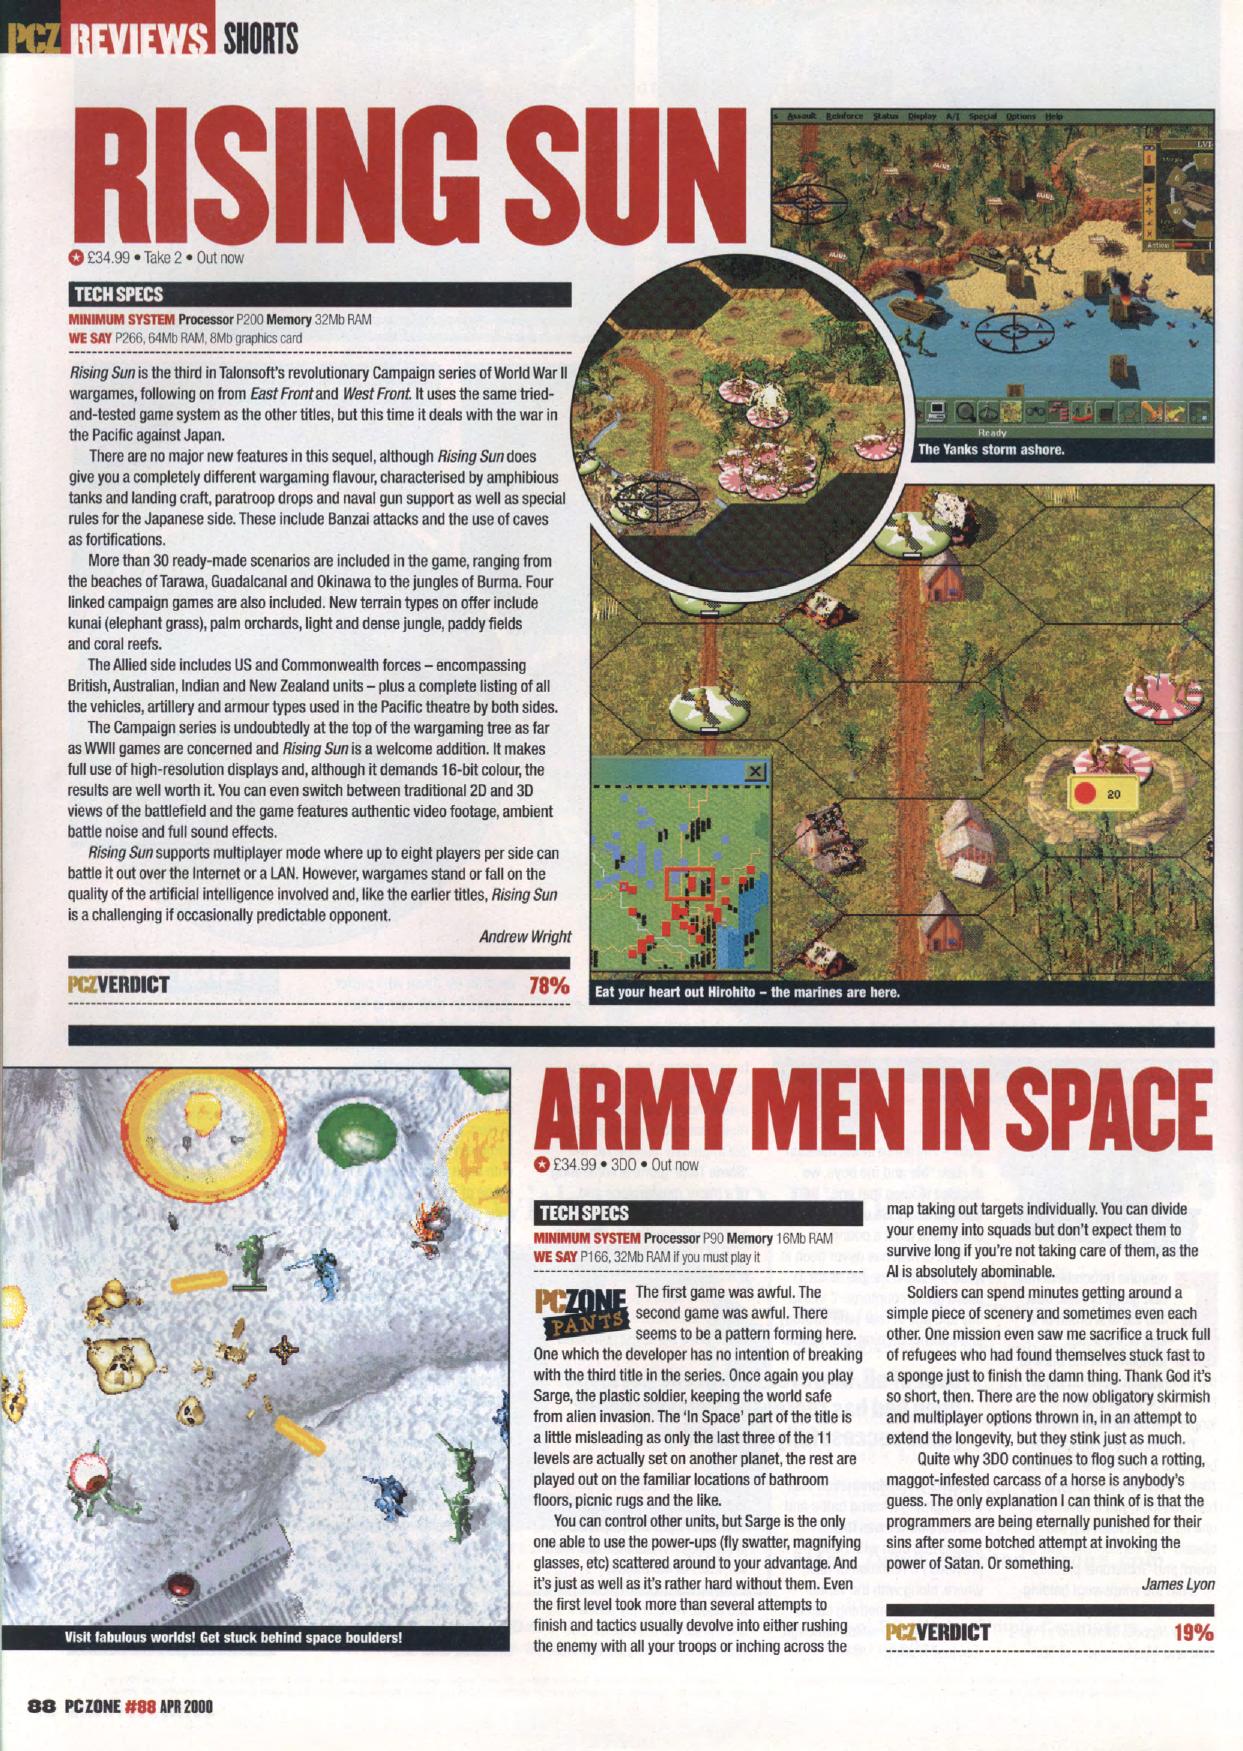 PCZ REVIEWS SHORTS
RISING SUN
£34.99 • Take 2 • Out now
TECH SPECS
MINIMUM SYSTEM Processor P200 Memory 32Mb RAM
WE SAY P266, 64Mb RAM, 8Mb graphics card
Rising Sun is the third in Talonsoft's revolutionary Campaign series of World War II
wargames, following on from East Front and West Front. It uses the same tried-
and-tested game system as the other titles, but this time it deals with the war in
the Pacific against Japan.
There are no major new features in this sequel, although Rising Sun does
give you a completely different wargaming flavour, characterised by amphibious
tanks and landing craft, paratroop drops and naval gun support as well as special
rules for the Japanese side. These include Banzai attacks and the use of caves
as fortifications.
More than 30 ready-made scenarios are included in the game, ranging from
the beaches of Tarawa, Guadalcanal and Okinawa to the jungles of Burma. Four
linked campaign games are also included. New terrain types on offer include
kunai (elephant grass), palm orchards, light and dense jungle, paddy fields
and coral reefs.
The Allied side includes US and Commonwealth forces – encompassing
British, Australian, Indian and New Zealand units – plus a complete listing of all
the vehicles, artillery and armour types used in the Pacific theatre by both sides.
The Campaign series is undoubtedly at the top of the wargaming tree as far
as WWII games are concerned and Rising Sun is a welcome addition. It makes
full use of high-resolution displays and, although it demands 16-bit colour, the
results are well worth it. You can even switch between traditional 2D and 3D
views of the battlefield and the game features authentic video footage, ambient
battle noise and full sound effects.
Rising Sun supports multiplayer mode where up to eight players per side can
battle it out over the Internet or a LAN. However, wargames stand or fall on the
quality of the artificial intelligence involved and, like the earlier titles, Rising Sun
is a challenging if occasionally predictable opponent.
Andrew Wright
PCZVERDICT 78%
s Assault Reinforce Status Display A/I Special Options Help
Action
Ready
The Yanks storm ashore.
20
Eat your heart out Hirohito – the marines are here.
Visit fabulous worlds! Get stuck behind space boulders!
ARMY MEN IN SPACE
£34.99 • 3DO • Out now
TECH SPECS
MINIMUM SYSTEM Processor P90 Memory 16Mb RAM
WE SAY P166, 32Mb RAM if you must play it
PCZONE PANTS
The first game was awful. The
second game was awful. There
seems to be a pattern forming here.
One which the developer has no intention of breaking
with the third title in the series. Once again you play
Sarge, the plastic soldier, keeping the world safe
from alien invasion. The 'In Space' part of the title is
a little misleading as only the last three of the 11
levels are actually set on another planet, the rest are
played out on the familiar locations of bathroom
floors, picnic rugs and the like.
You can control other units, but Sarge is the only
one able to use the power-ups (fly swatter, magnifying
glasses, etc) scattered around to your advantage. And
it's just as well as it's rather hard without them. Even
the first level took more than several attempts to
finish and tactics usually devolve into either rushing
the enemy with all your troops or inching across the
map taking out targets individually. You can divide
your enemy into squads but don't expect them to
survive long if you're not taking care of them, as the
AI is absolutely abominable.
Soldiers can spend minutes getting around a
simple piece of scenery and sometimes even each
other. One mission even saw me sacrifice a truck full
of refugees who had found themselves stuck fast to
a sponge just to finish the damn thing. Thank God it's
so short, then. There are the now obligatory skirmish
and multiplayer options thrown in, in an attempt to
extend the longevity, but they stink just as much.
Quite why 3DO continues to flog such a rotting,
maggot-infested carcass of a horse is anybody's
guess. The only explanation I can think of is that the
programmers are being eternally punished for their
sins after some botched attempt at invoking the
power of Satan. Or something.
James Lyon
PCZVERDICT 19%
88 PC ZONE #88 APR 2000